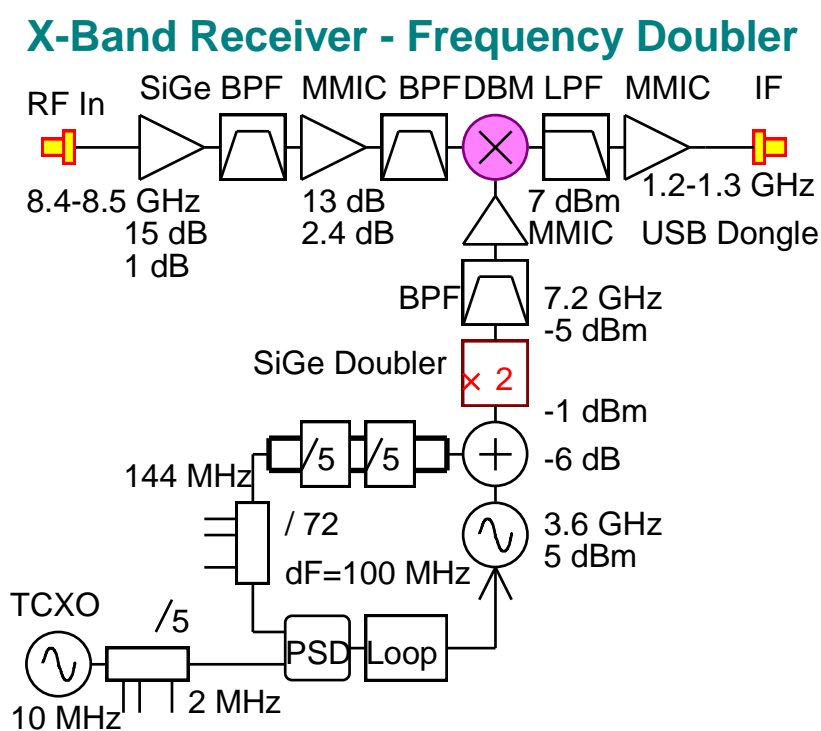 X-Band Receiver - Frequency Doubler
SiGe BPF MMIC BPF DBM LPF MMIC IF
RF In
8.4-8.5 GHz 13 dB 7 dBm 1.2-1.3 GHz
15 dB 2.4 dB MMIC USB Dongle
1 dB
BPF 7.2 GHz
-5 dBm
SiGe Doubler × 2
-1 dBm
/5 /5 + -6 dB
144 MHz
/ 72 3.6 GHz
5 dBm
dF=100 MHz
TCXO /5
PSD Loop
2 MHz
10 MHz